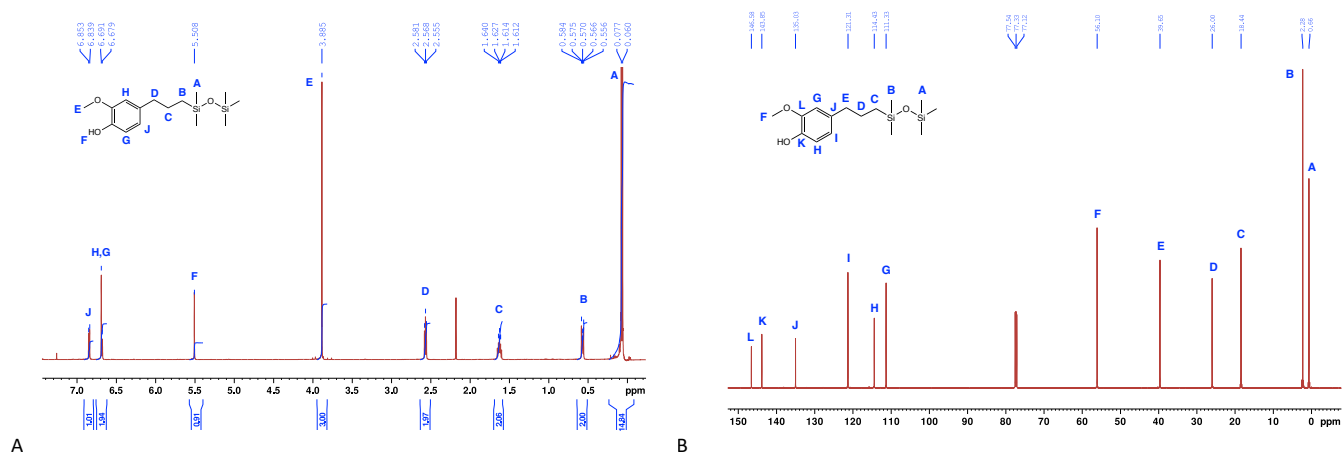 6.853
6.839
6.691
6.679
5.508
3.885
2.581
2.568
2.555
1.640
1.627
1.614
1.612
0.584
0.575
0.570
0.566
0.556
0.077
0.060
H
D
B
A
E
O
Si
O
Si
C
HO
J
F
G
E
A
H,G
J
F
D
C
B
7.0 6.5 6.0 5.5 5.0 4.5 4.0 3.5 3.0 2.5 2.0 1.5 1.0 0.5 ppm
1.01
1.94
0.91
3.00
1.97
2.06
2.00
14.84
A
146.58
143.85
135.03
121.31
114.43
111.33
77.54
77.33
77.12
56.10
39.65
26.00
18.44
2.28
0.66
E
C
B
A
G
J
D
L
F
O
Si
O
Si
HO
K
I
H
B
A
F
C
E
D
I
G
H
K
J
L
150 140 130 120 110 100 90 80 70 60 50 40 30 20 10 0 ppm
B